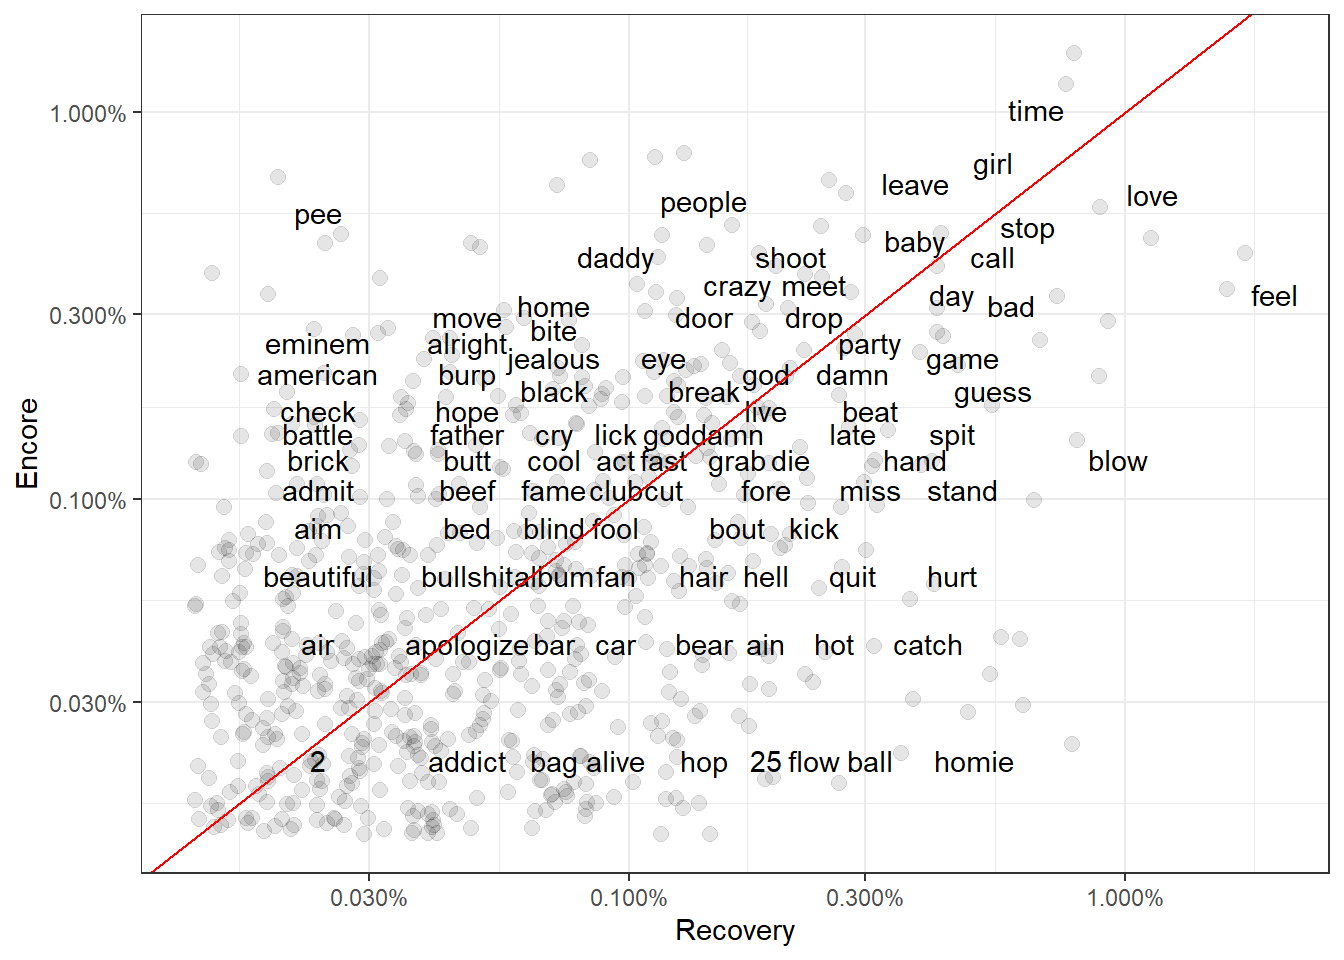 1.000%
time
girl
leave
love
people
pee
stop
baby
daddy
shoot
call
crazy meet
day
feel
home
bad
0.300%
move
door
drop
bite
eminem
alright
party
jealous
eye
game
american
burp
god
damn
black
break
guess
check
hope
live
beat
battle
father
cry
lick
goddamn
late
spit
brick
butt
cool
act
fast
grab
die
hand
blow
Encore
0.100%
admit
beef
fame
club
cut
fore
miss
stand
aim
bed
blind
fool
bout
kick
beautiful
bullshit
album
fan
hair
hell
quit
hurt
air
apologize
bar
car
bear
ain
hot
catch
0.030%
2
addict
bag
alive
hop
25
flow
ball
homie
0.030%
0.100%
0.300%
1.000%
Recovery